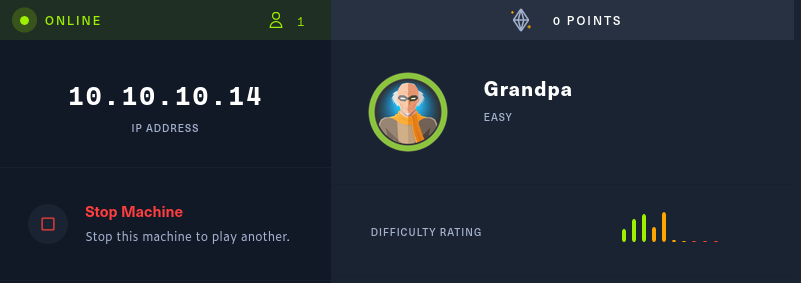 ONLINE
1
0 POINTS
10.10.10.14
IP ADDRESS
Grandpa
EASY
Stop Machine
Stop this machine to play another.
DIFFICULTY RATING